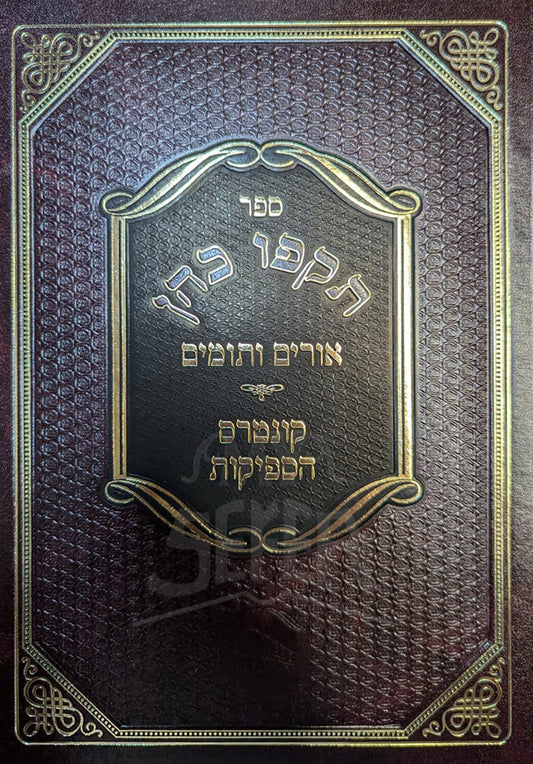 ספר
תקפו כהן
אורים ותומים
קונטרס
הספיקות